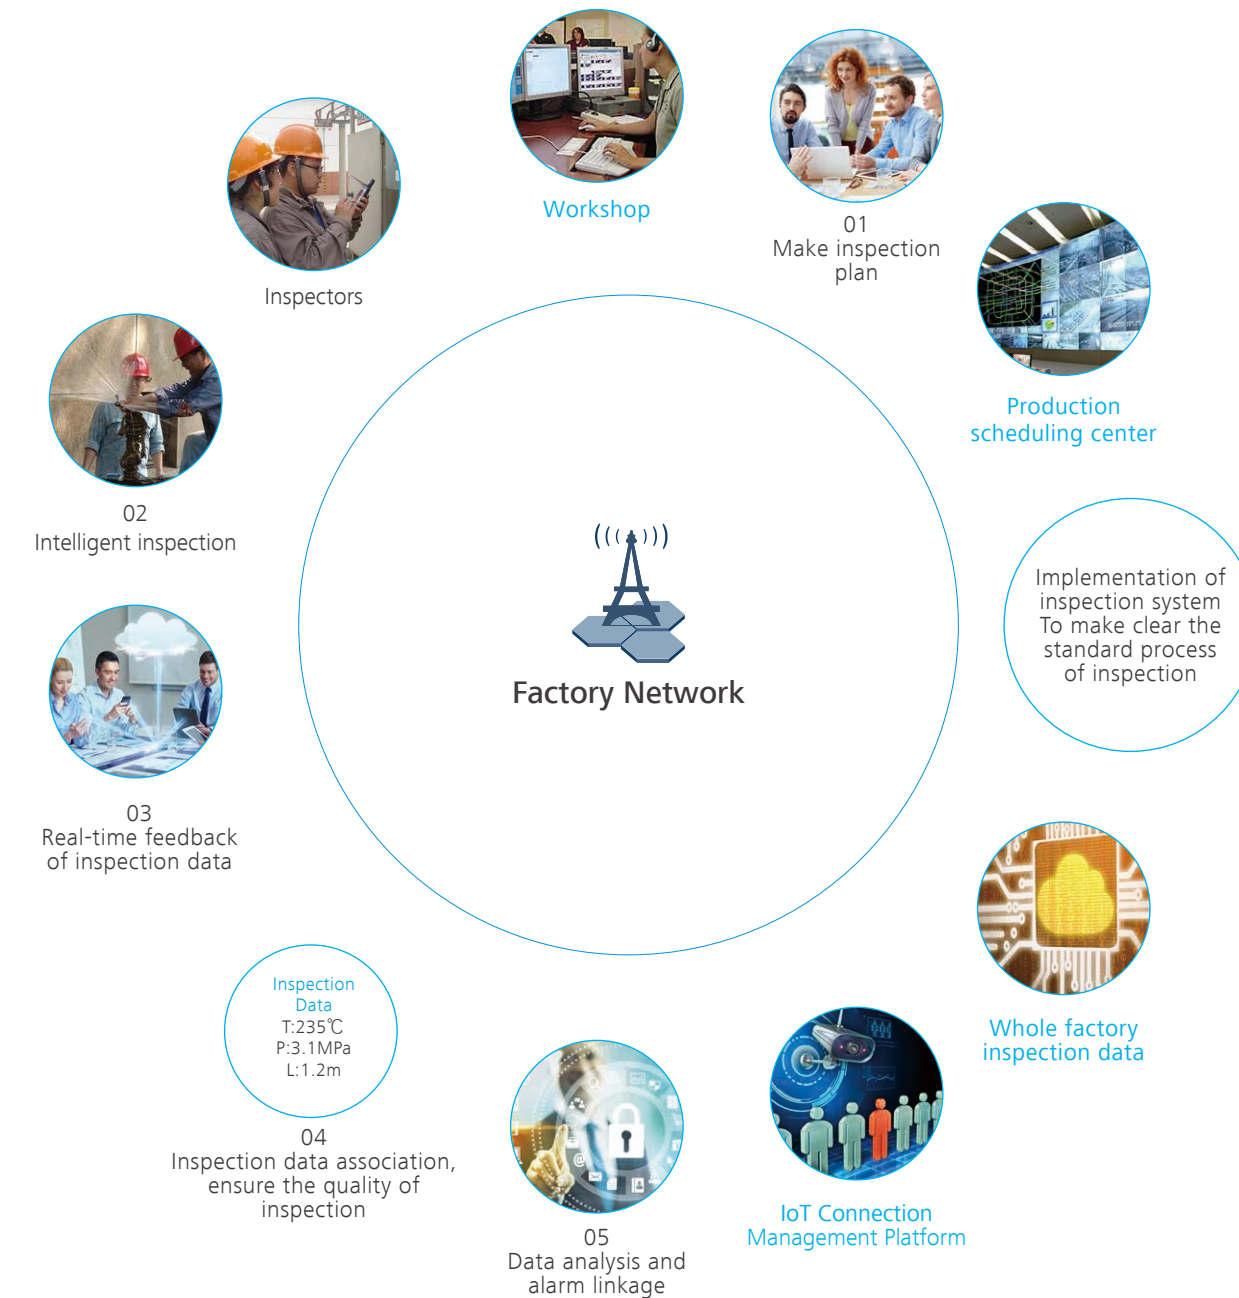 Workshop
01
Make inspection
plan
Inspectors
Production
scheduling center
02
Intelligent inspection
Implementation of
inspection system
To make clear the
standard process
of inspection
Factory Network
03
Real-time feedback
of inspection data
Inspection
Data
T:235℃
P:3.1MPa
L:1.2m
04
Inspection data association,
ensure the quality of
inspection
05
Data analysis and
alarm linkage
IoT Connection
Management Platform
Whole factory
inspection data